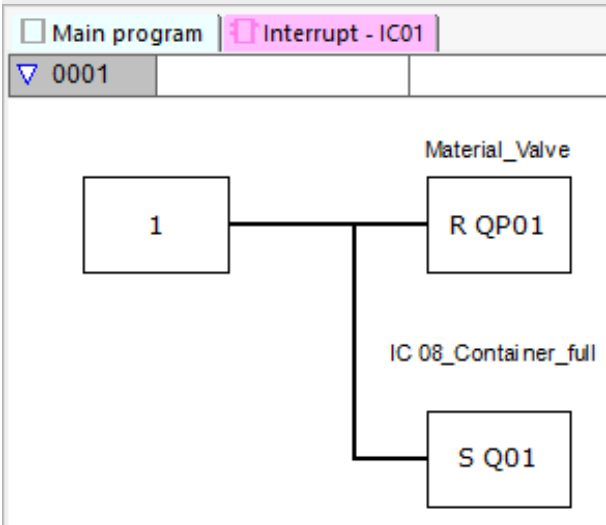 Main program Interrupt - IC01
0001
Material_Valve
1 R QP01
IC 08_Container_full
S Q01